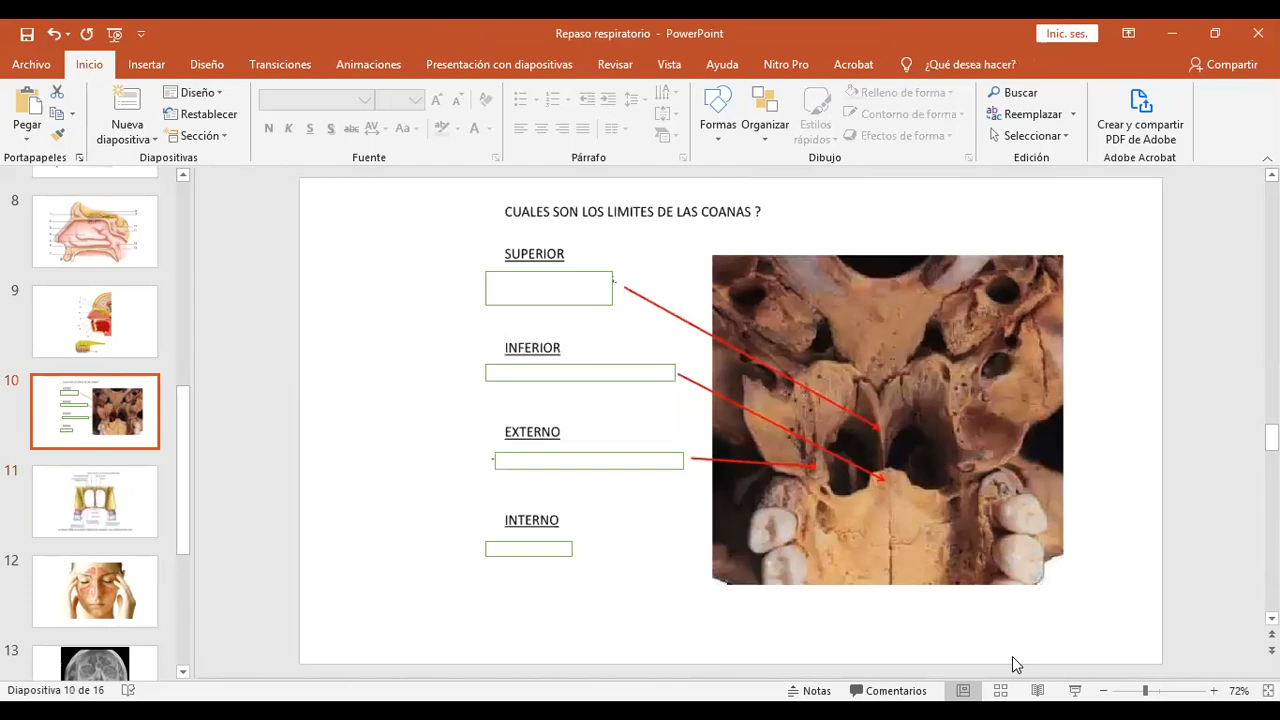 Repaso respiratorio - PowerPoint
Inic. ses.
Archivo Inicio Insertar Diseño Transiciones Animaciones Presentación con diapositivas Revisar Vista Ayuda Nitro Pro Acrobat ¿Qué desea hacer? Compartir
Pegar
Portapapeles
Nueva
diapositiva
Diseño
Restablecer
Sección
Diapositivas
N K S S abc AV Aa A
Fuente
Párrafo
Formas
Organizar
Estilos
rápidos
Relleno de forma
Contorno de forma
Efectos de forma
Dibujo
Buscar
Reemplazar
Seleccionar
Edición
Crear y compartir
PDF de Adobe
Adobe Acrobat
8
9
10
11
12
13
CUALES SON LOS LIMITES DE LAS COANAS ?
SUPERIOR
INFERIOR
EXTERNO
INTERNO
Diapositiva 10 de 16
Notas
Comentarios
72%